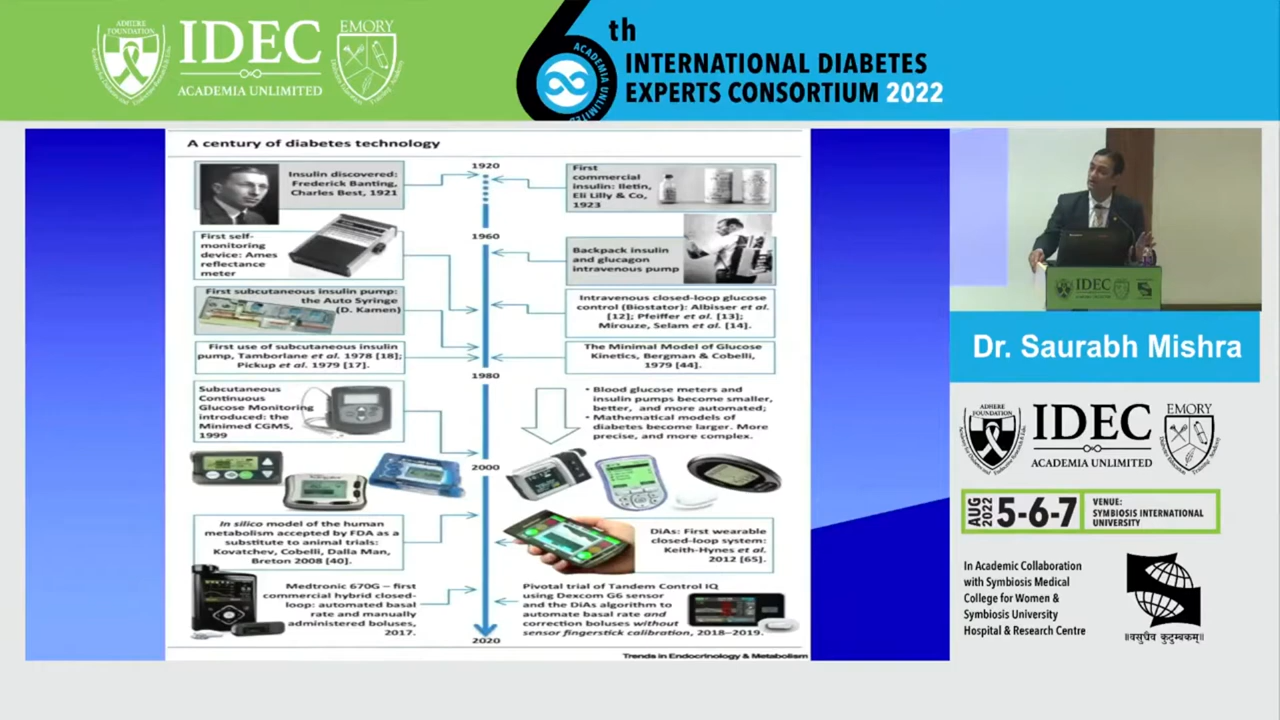 ADHERE
FOUNDATION
IDEC
ACADEMIA UNLIMITED
EMORY
6th
ACADEMIA UNLIMITED
INTERNATIONAL DIABETES
EXPERTS CONSORTIUM 2022
A century of diabetes technology
1920
Insulin discovered:
Frederick Banting,
Charles Best, 1921
First
commercial
insulin: Iletin,
Eli Lilly & Co,
1923
1960
First self-
monitoring
device: Ames
reflectance
meter
Backpack insulin
and glucagon
intravenous pump
First subcutaneous insulin pump:
the Auto Syringe
(D. Kamen)
Intravenous closed-loop glucose
control (Biostator): Albisser et al.
[12]; Pfeiffer et al. [13];
Mirouze, Selam et al. [14].
First use of subcutaneous insulin
pump, Tamborlane et al. 1978 [18];
Pickup et al. 1979 [17].
The Minimal Model of Glucose
Kinetics, Bergman & Cobelli,
1979 [44].
1980
Subcutaneous
Continuous
Glucose Monitoring
introduced: the
Minimed CGMS,
1999
• Blood glucose meters and
insulin pumps become smaller,
better, and more automated;
• Mathematical models of
diabetes become larger. More
precise, and more complex.
2000
In silico model of the human
metabolism accepted by FDA as a
substitute to animal trials:
Kovatchev, Cobelli, Dalla Man,
Breton 2008 [40].
DiAs: First wearable
closed-loop system:
Keith-Hynes et al.
2012 [65].
Medtronic 670G – first
commercial hybrid closed-
loop: automated basal
rate and manually
administered boluses,
2017.
Pivotal trial of Tandem Control IQ
using Dexcom G6 sensor
and the DiAs algorithm to
automate basal rate and
correction boluses without
sensor fingerstick calibration, 2018–2019.
2020
Trends in Endocrinology & Metabolism
IDEC
Dr. Saurabh Mishra
ADHERE
FOUNDATION
IDEC
ACADEMIA UNLIMITED
EMORY
AUG
2022
5-6-7
VENUE:
SYMBIOSIS INTERNATIONAL
UNIVERSITY
In Academic Collaboration
with Symbiosis Medical
College for Women &
Symbiosis University
Hospital & Research Centre
॥वसुधैव कुटुम्बकम्॥